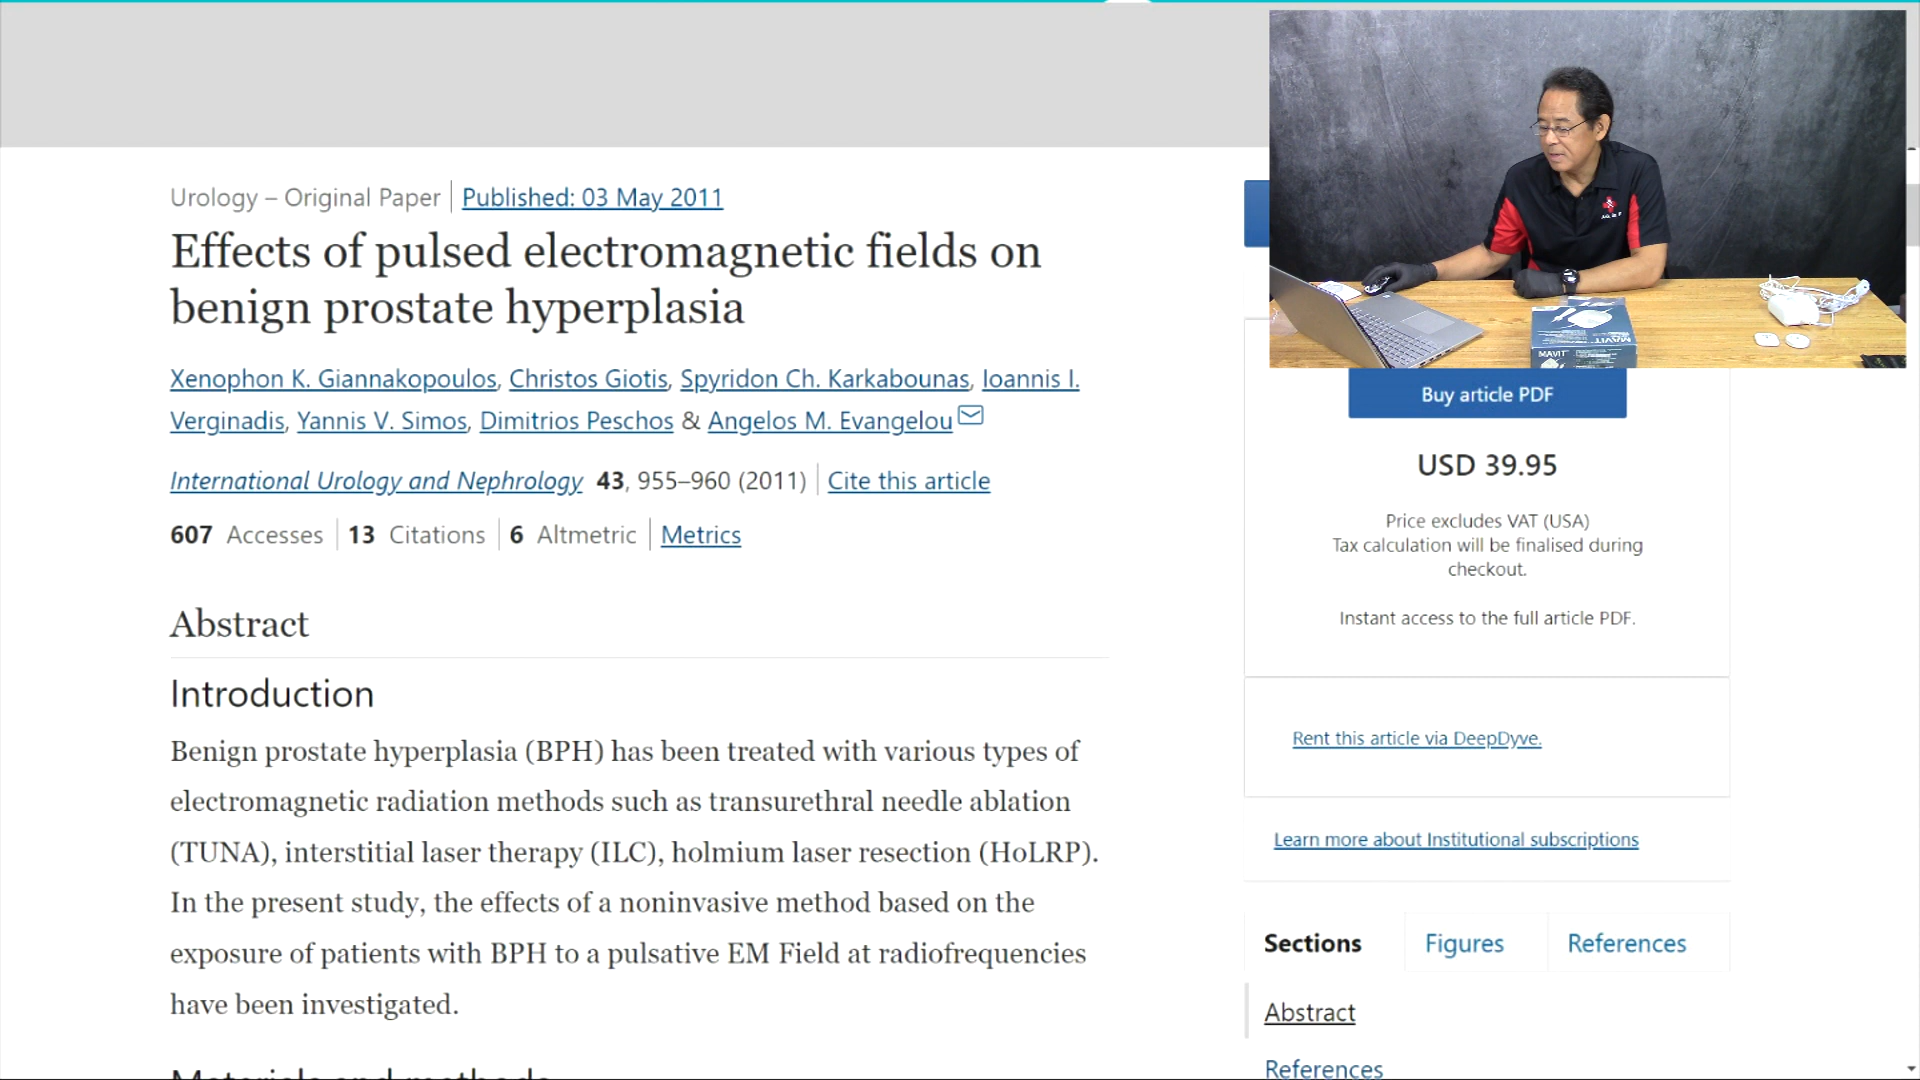 Urology – Original Paper | Published: 03 May 2011
Effects of pulsed electromagnetic fields on
benign prostate hyperplasia
Xenophon K. Giannakopoulos, Christos Giotis, Spyridon Ch. Karkabounas, Ioannis I.
Verginadis, Yannis V. Simos, Dimitrios Peschos & Angelos M. Evangelou
International Urology and Nephrology 43, 955–960 (2011) | Cite this article
607 Accesses | 13 Citations | 6 Altmetric | Metrics
Abstract
Introduction
Benign prostate hyperplasia (BPH) has been treated with various types of
electromagnetic radiation methods such as transurethral needle ablation
(TUNA), interstitial laser therapy (ILC), holmium laser resection (HoLRP).
In the present study, the effects of a noninvasive method based on the
exposure of patients with BPH to a pulsative EM Field at radiofrequencies
have been investigated.
Materials and methods
MAVIT
MAVIT
Buy article PDF
USD 39.95
Price excludes VAT (USA)
Tax calculation will be finalised during
checkout.
Instant access to the full article PDF.
Rent this article via DeepDyve.
Learn more about Institutional subscriptions
Sections
Figures
References
Abstract
References